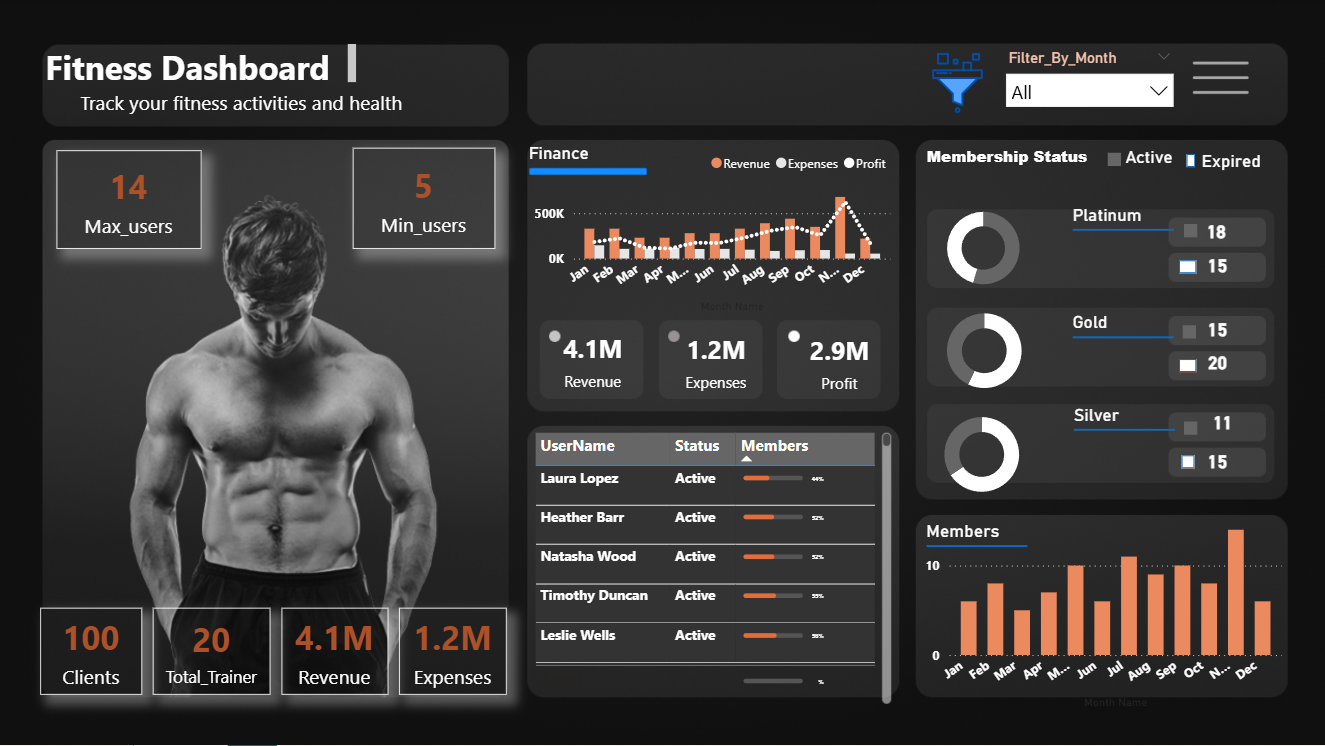 Fitness Dashboard
Track your fitness activities and health
Filter_By_Month
All
14
Max_users
5
Min_users
100
Clients
20
Total_Trainer
4.1M
Revenue
1.2M
Expenses
Finance
Revenue Expenses Profit
500K
0K
Jan Feb Mar Apr M... Jun Jul Aug Sep Oct N... Dec
Month Name
4.1M
Revenue
1.2M
Expenses
2.9M
Profit
UserName Status Members
Laura Lopez Active 44%
Heather Barr Active 52%
Natasha Wood Active 52%
Timothy Duncan Active
Leslie Wells Active
%
Membership Status Active Expired
Platinum
18
15
Gold
15
20
Silver
11
15
Members
10
0
Jan Feb Mar Apr M... Jun Jul Aug Sep Oct N... Dec
Month Name